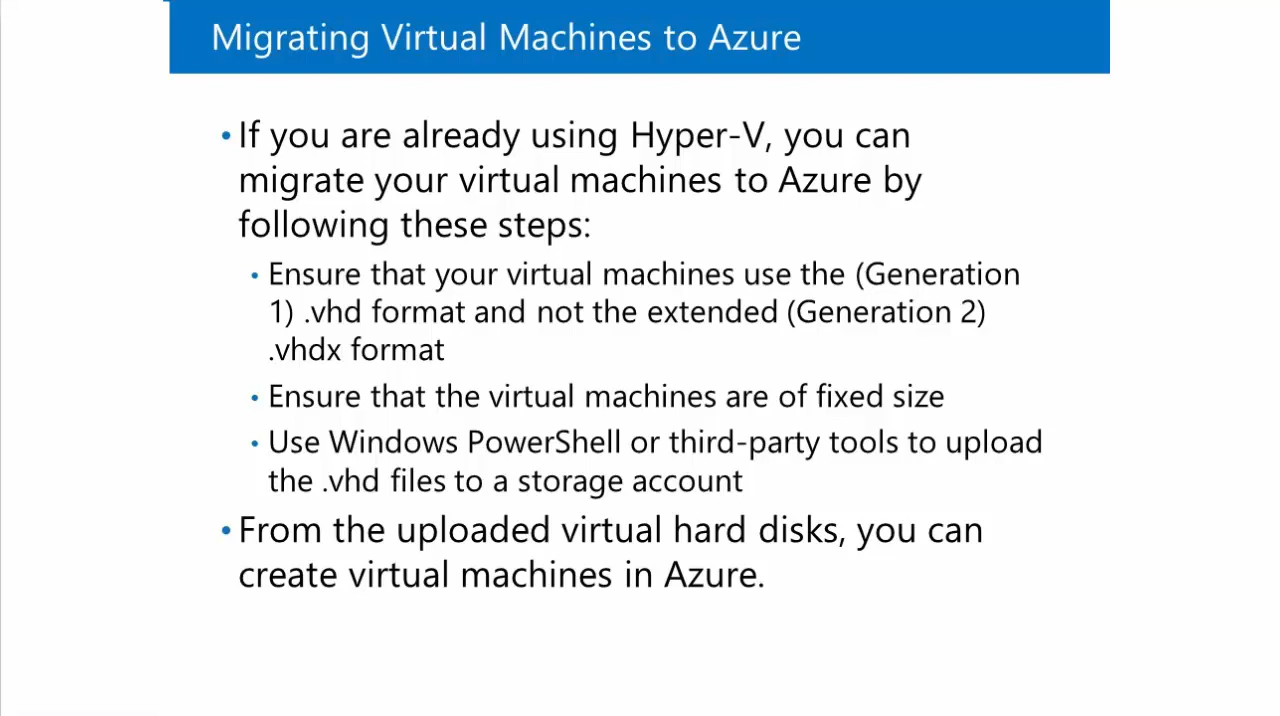 Migrating Virtual Machines to Azure
• If you are already using Hyper-V, you can
migrate your virtual machines to Azure by
following these steps:
• Ensure that your virtual machines use the (Generation
1) .vhd format and not the extended (Generation 2)
.vhdx format
• Ensure that the virtual machines are of fixed size
• Use Windows PowerShell or third-party tools to upload
the .vhd files to a storage account
• From the uploaded virtual hard disks, you can
create virtual machines in Azure.